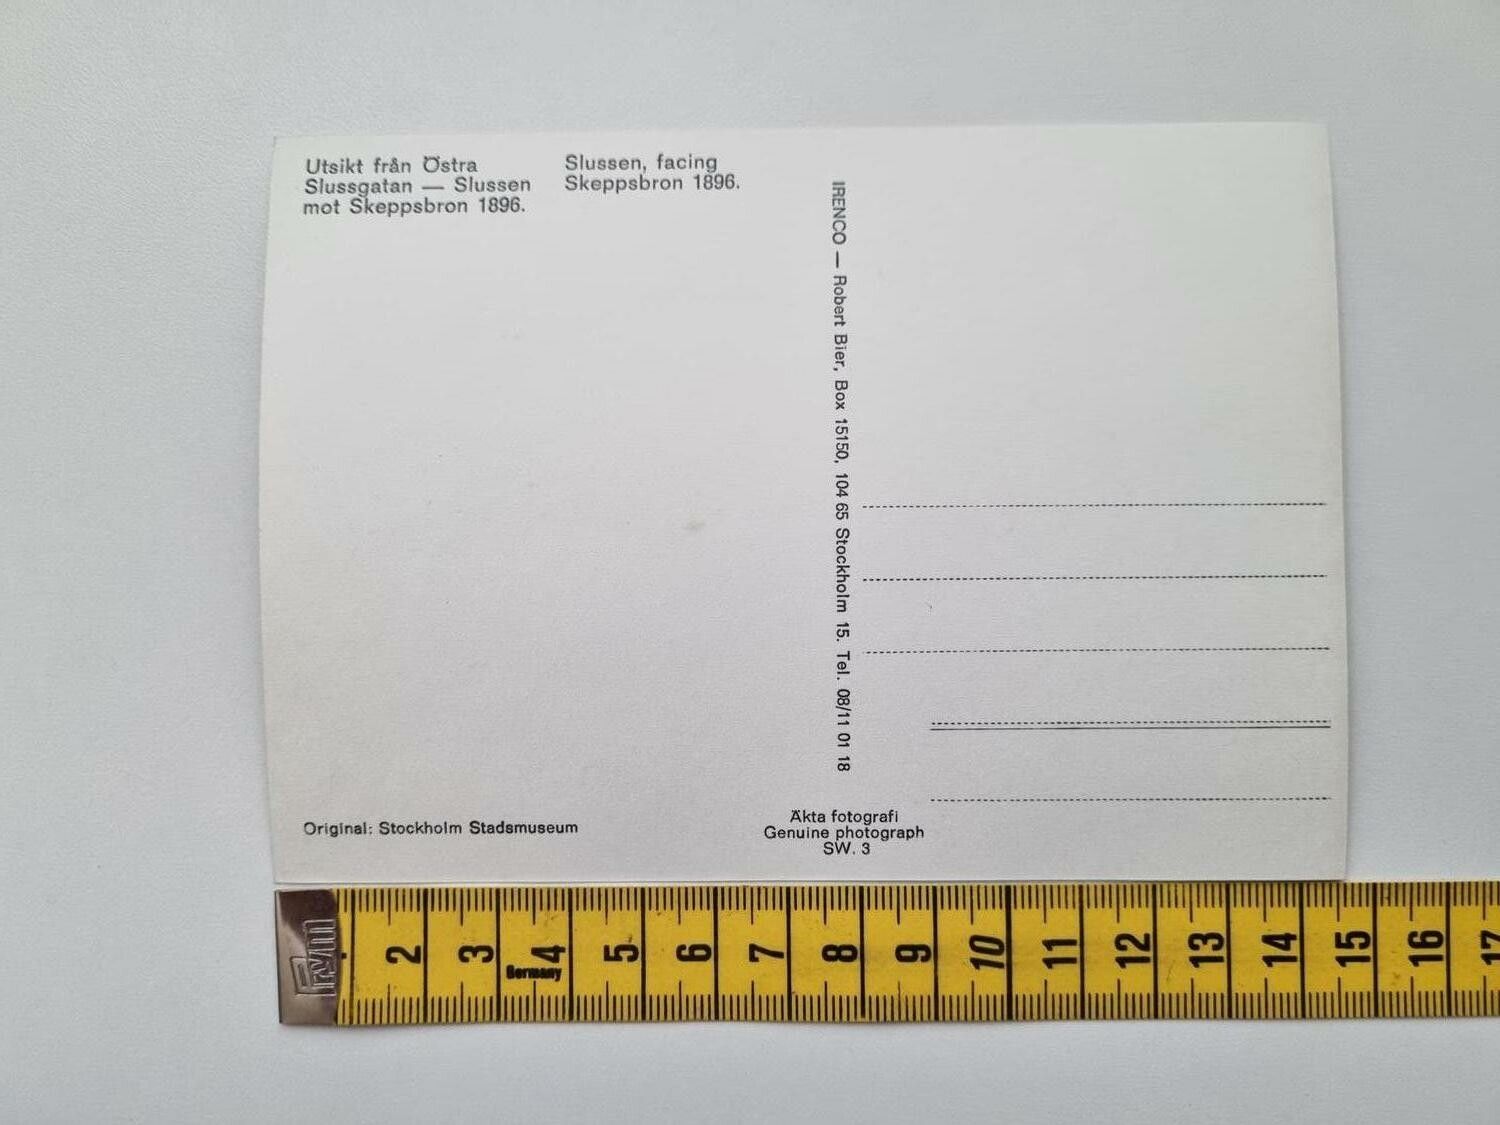 Utsikt från Östra
Slussgatan — Slussen
mot Skeppsbron 1896.
Slussen, facing
Skeppsbron 1896.
IRENCO — Robert Bier, Box 15150, 104 65 Stockholm 15. Tel. 08/11 01 18
Original: Stockholm Stadsmuseum
Äkta fotografi
Genuine photograph
SW. 3
Prym
2 3 4 5 6 7 8 9 10 11 12 13 14 15 16 17
Germany